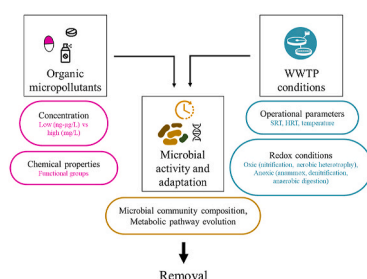 Organic
micropollutants
WWTP
conditions
Concentration
Low (ng-µg/L) vs
high (mg/L)
Chemical properties
Functional groups
Operational parameters
SRT, HRT, temperature
Redox conditions
Oxic (nitrification, aerobic heterotrophy),
Anoxic (anammox, denitrification,
anaerobic digestion)
Microbial
activity and
adaptation
Microbial community composition,
Metabolic pathway evolution
Removal